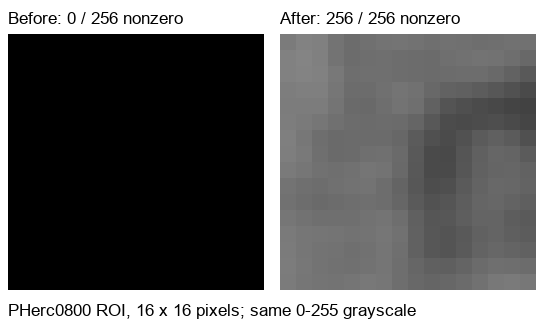 Before: 0 / 256 nonzero
After: 256 / 256 nonzero
PHerc0800 ROI, 16 x 16 pixels; same 0-255 grayscale